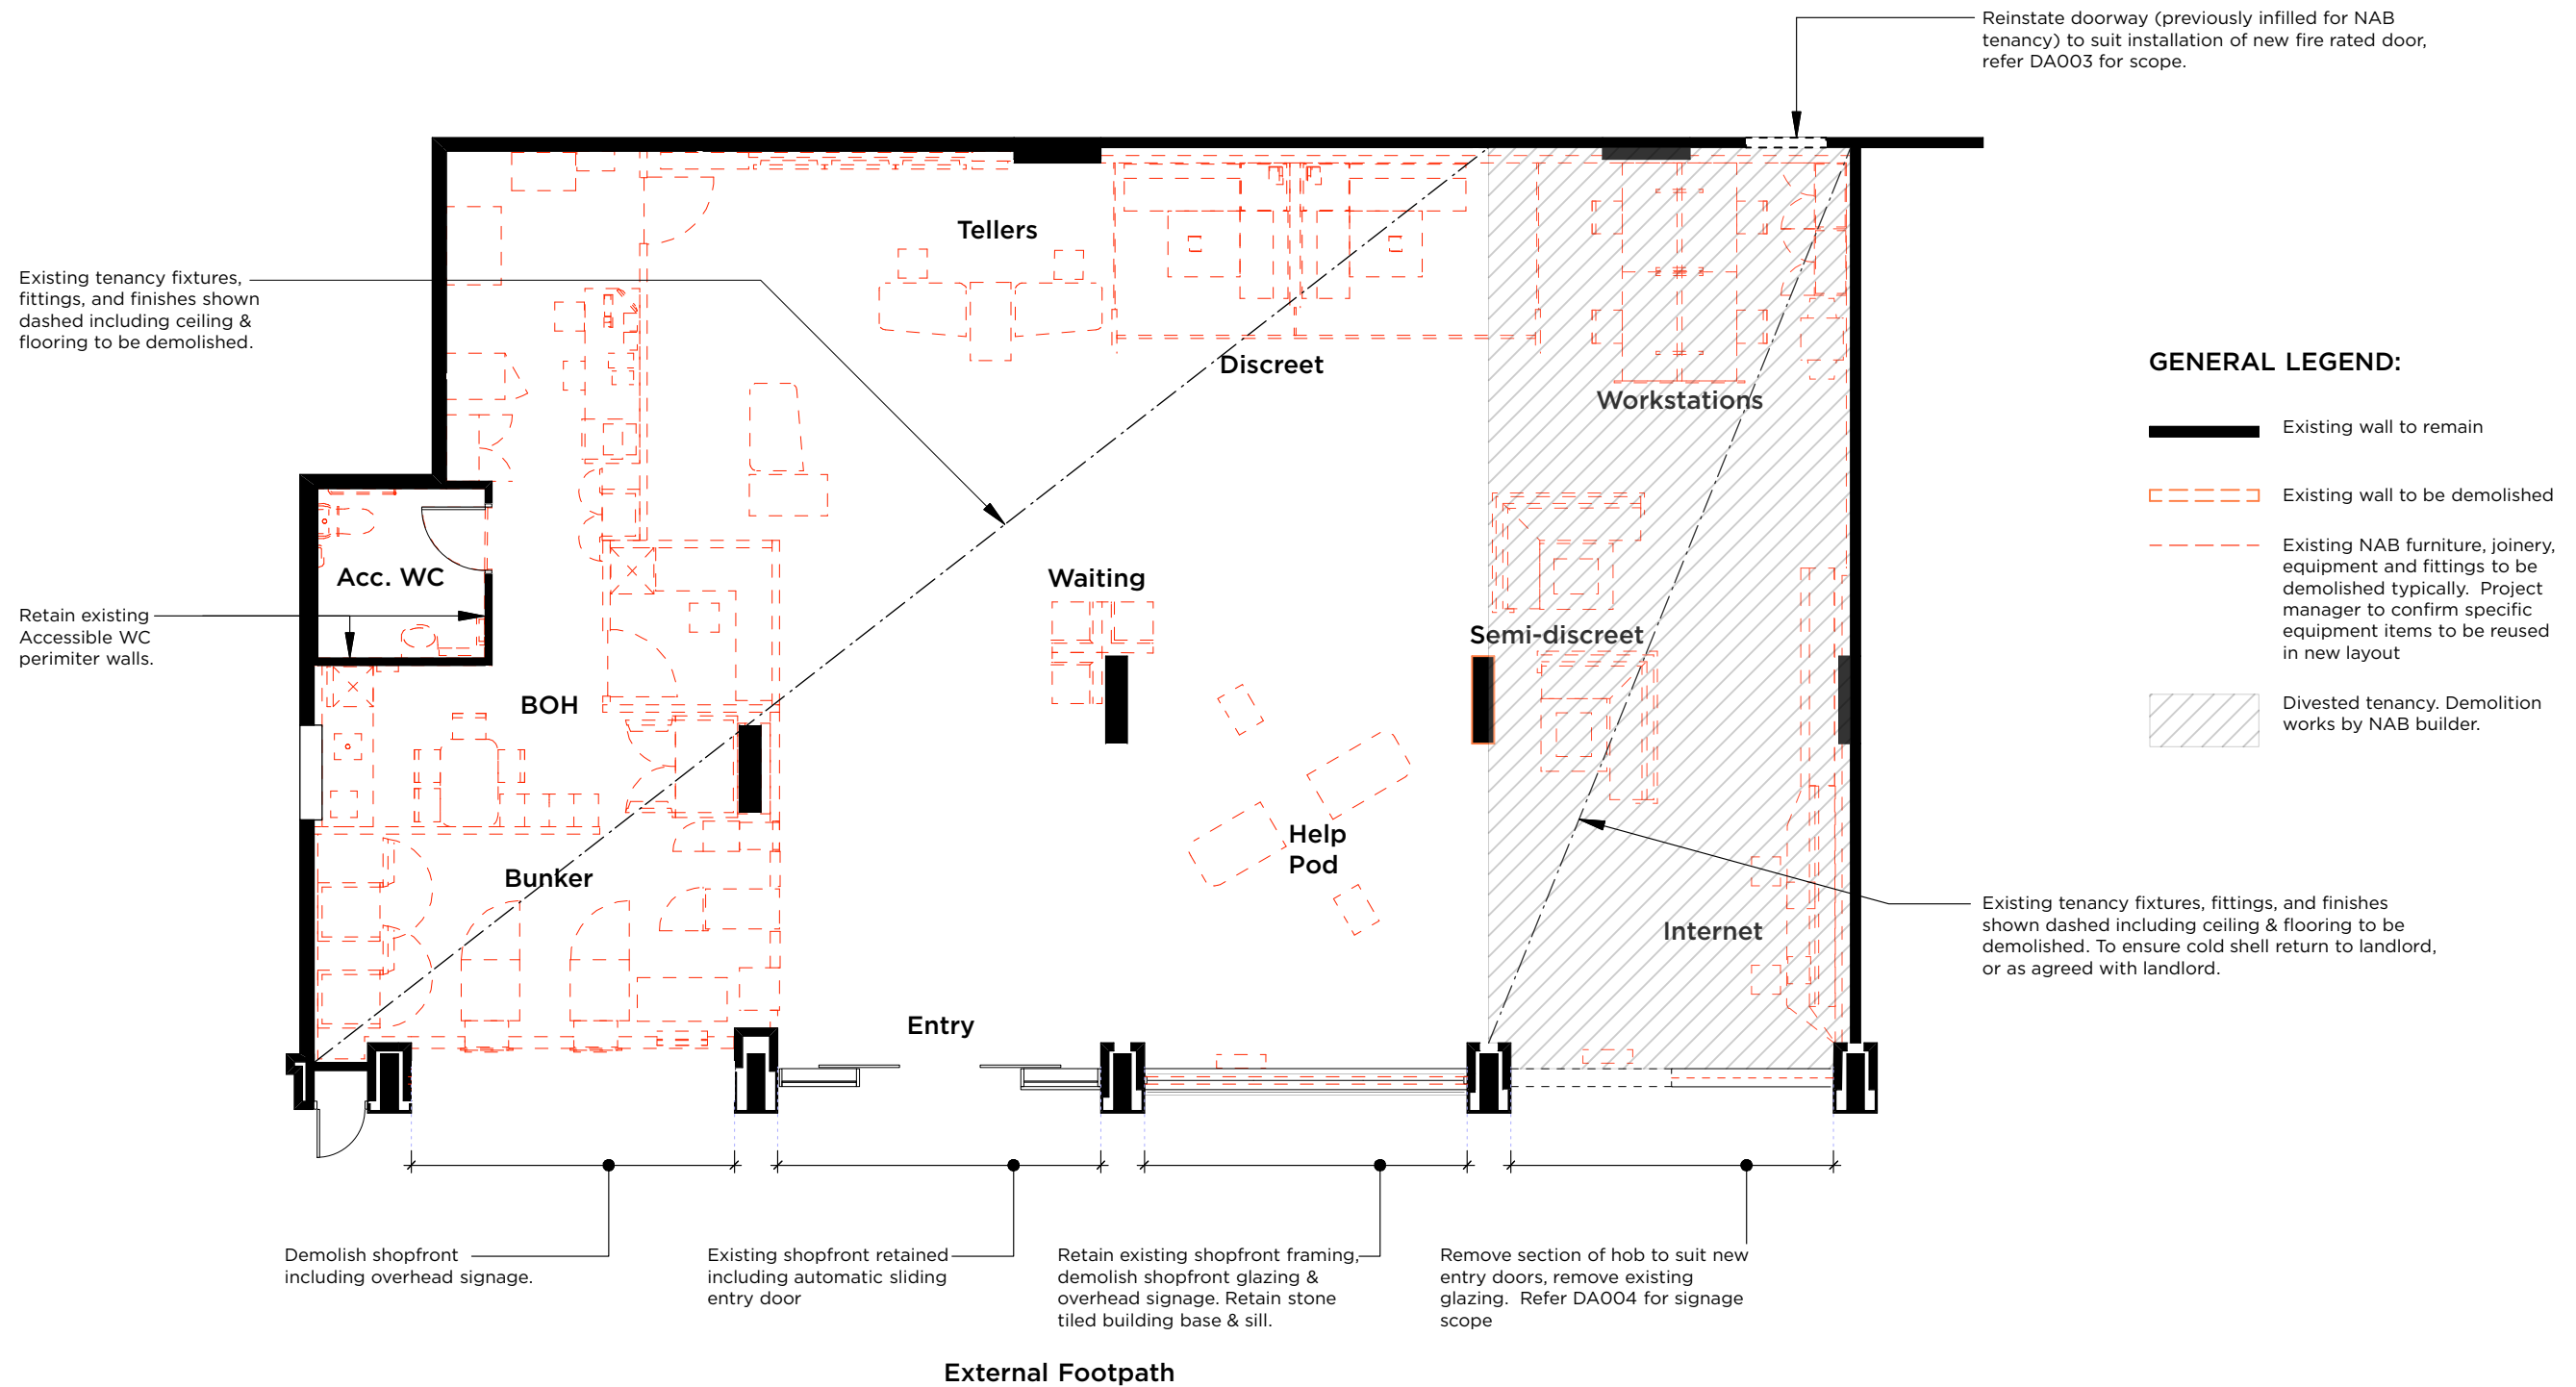 Reinstate doorway (previously infilled for NAB
tenancy) to suit installation of new fire rated door,
refer DA003 for scope.
Tellers
Existing tenancy fixtures,
fittings, and finishes shown
dashed including ceiling &
flooring to be demolished.
Discreet
Workstations
GENERAL LEGEND:
Existing wall to remain
Existing wall to be demolished
Existing NAB furniture, joinery,
equipment and fittings to be
demolished typically.  Project
manager to confirm specific
equipment items to be reused
in new layout
Divested tenancy. Demolition
works by NAB builder.
Acc. WC
Waiting
Retain existing
Accessible WC
perimiter walls.
Semi-discreet
BOH
Help
Pod
Bunker
Internet
Existing tenancy fixtures, fittings, and finishes
shown dashed including ceiling & flooring to be
demolished. To ensure cold shell return to landlord,
or as agreed with landlord.
Entry
Demolish shopfront
including overhead signage.
Existing shopfront retained
including automatic sliding
entry door
Retain existing shopfront framing,
demolish shopfront glazing &
overhead signage. Retain stone
tiled building base & sill.
Remove section of hob to suit new
entry doors, remove existing
glazing.  Refer DA004 for signage
scope
External Footpath